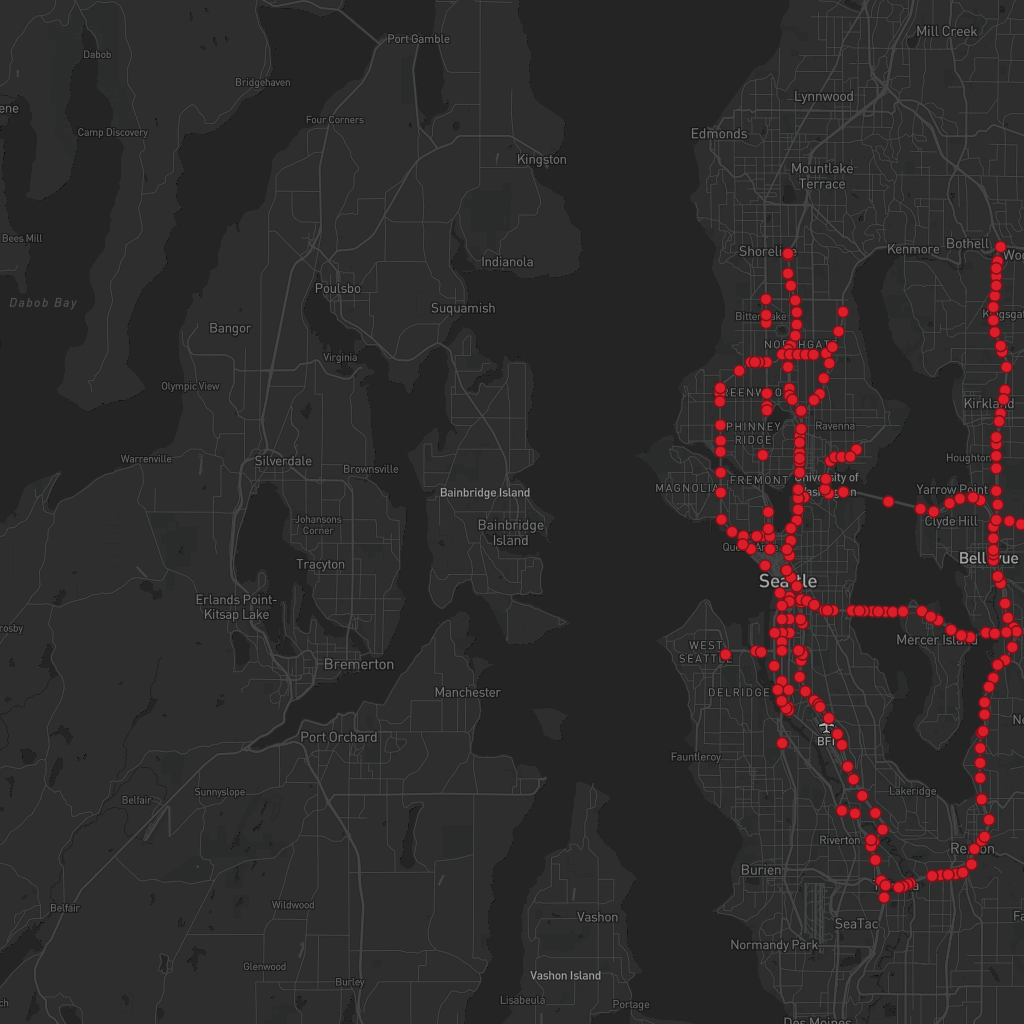 Mill Creek
Port Gamble
Dabob
Bridgehaven
Lynnwood
ene
Four Corners
Camp Discovery
Edmonds
Kingston
Mountlake
Terrace
Bees Mill
Shoreline
Kenmore
Bothell
Indianola
Dabob Bay
Poulsbo
Suquamish
Bitter Lake
Bangor
NORTHGATE
Virginia
Olympic View
Kirkland
PHINNEY
RIDGE
Ravenna
Warrenville
Silverdale
Brownsville
Houghton
FREMONT
University of
Washington
MAGNOLIA
Yarrow Point
Bainbridge Island
Johansons
Corner
Bainbridge
Island
Clyde Hill
Queen Anne
Bellevue
Tracyton
Seattle
Erlands Point-
Kitsap Lake
rosby
Mercer Island
WEST
SEATTLE
Bremerton
Manchester
DELRIDGE
Port Orchard
BFI
Fauntleroy
Sunnyslope
Belfair
Lakeridge
Riverton
Renton
Burien
Wildwood
Belfair
Vashon
SeaTac
Fa
Normandy Park
Glenwood
Vashon Island
Burley
Lisabeula
Portage
Des Moines